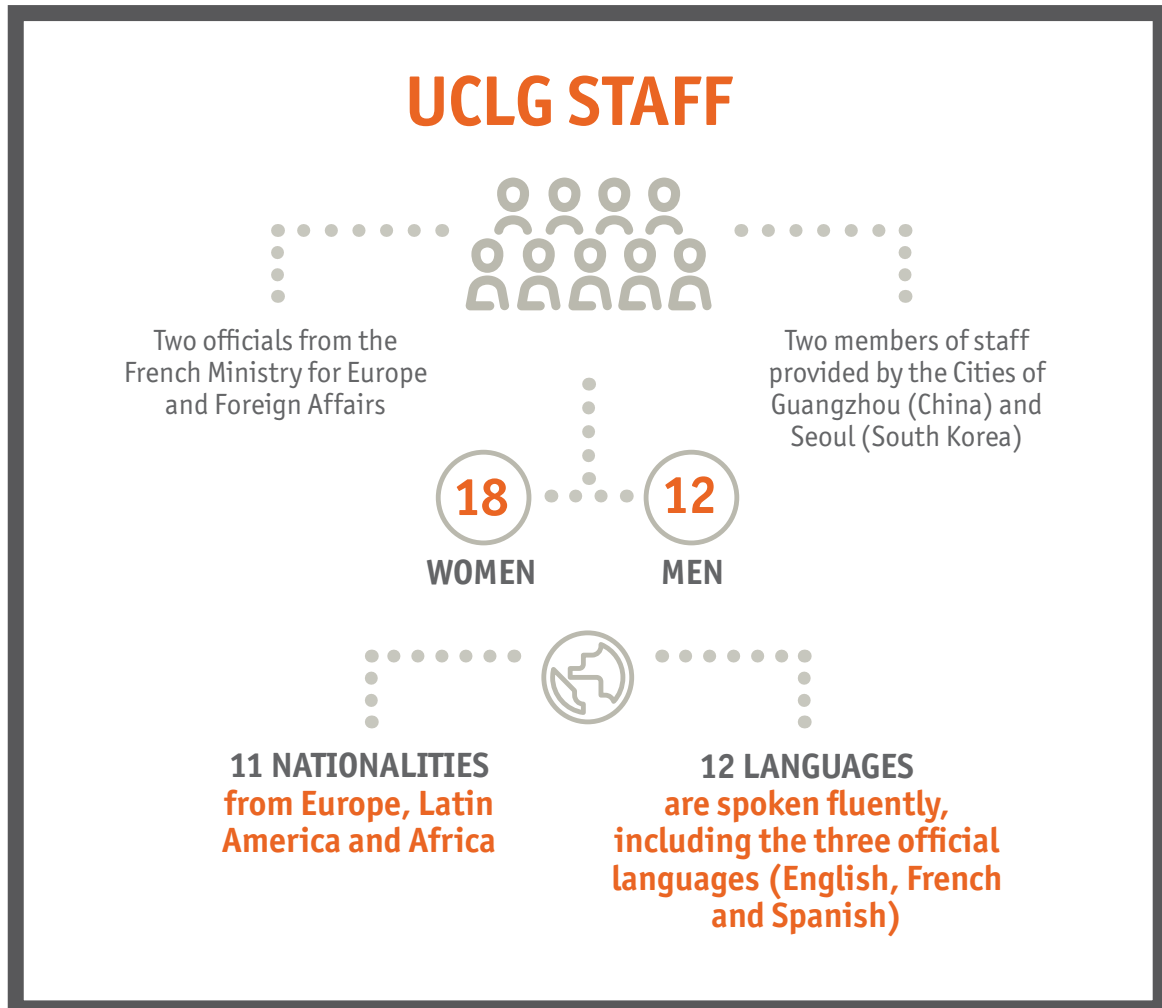 UCLG STAFF
Two officials from the
French Ministry for Europe
and Foreign Affairs
Two members of staff
provided by the Cities of
Guangzhou (China) and
Seoul (South Korea)
18
WOMEN
12
MEN
11 NATIONALITIES
from Europe, Latin
America and Africa
12 LANGUAGES
are spoken fluently,
including the three official
languages (English, French
and Spanish)